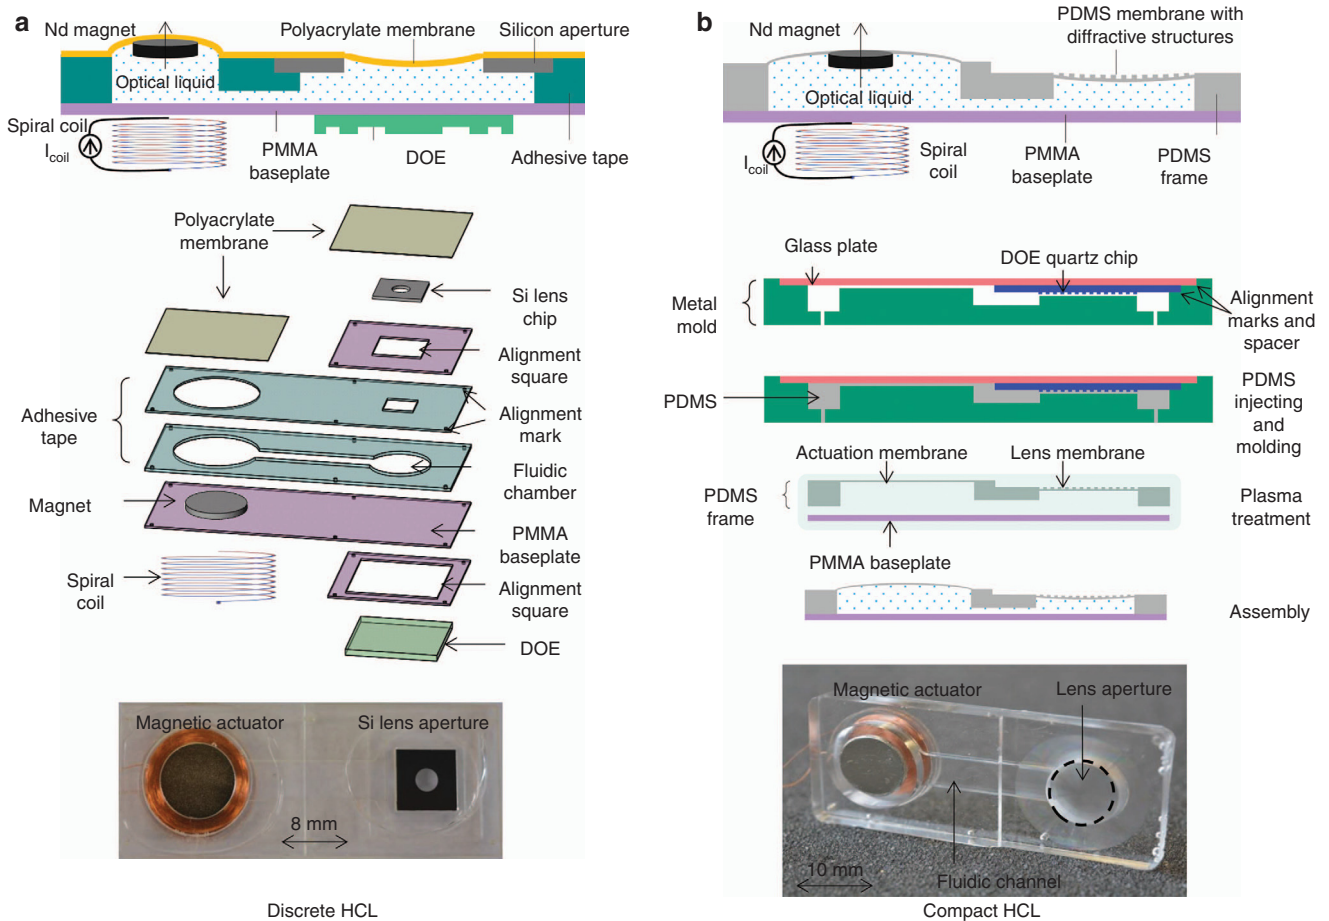 a
Nd magnet
Polyacrylate membrane
Silicon aperture
Optical liquid
Spiral coil
Icoil
PMMA
baseplate
DOE
Adhesive tape
Polyacrylate
membrane
Si lens
chip
Alignment
square
Adhesive
tape
Alignment
mark
Fluidic
chamber
Magnet
PMMA
baseplate
Spiral
coil
Alignment
square
DOE
Magnetic actuator
Si lens aperture
8 mm
Discrete HCL
b
Nd magnet
PDMS membrane with
diffractive structures
Optical liquid
Icoil
Spiral
coil
PMMA
baseplate
PDMS
frame
Glass plate
DOE quartz chip
Metal
mold
Alignment
marks and
spacer
PDMS
PDMS
injecting
and
molding
Actuation membrane
Lens membrane
PDMS
frame
Plasma
treatment
PMMA baseplate
Assembly
Magnetic actuator
Lens aperture
10 mm
Fluidic channel
Compact HCL